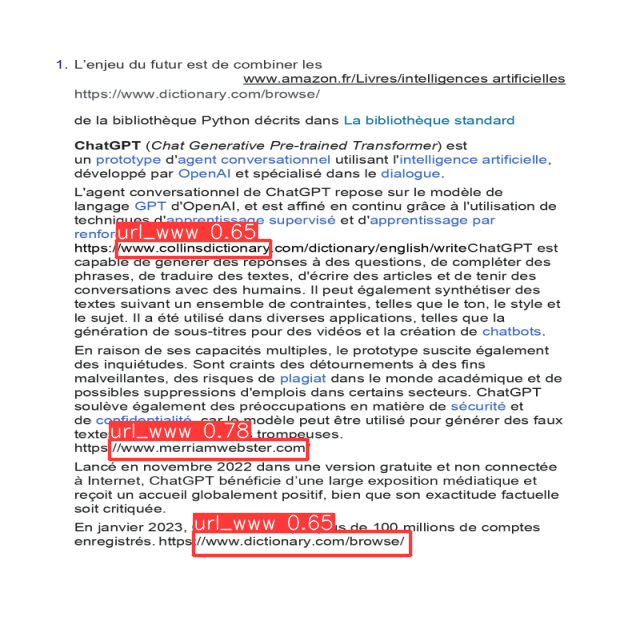 1. L'enjeu du futur est de combiner les
www.amazon.fr/Livres/intelligences artificielles
https://www.dictionary.com/browse/
de la bibliothèque Python décrits dans La bibliothèque standard
ChatGPT (Chat Generative Pre-trained Transformer) est
un prototype d'agent conversationnel utilisant l'intelligence artificielle,
développé par OpenAI et spécialisé dans le dialogue.
L'agent conversationnel de ChatGPT repose sur le modèle de
langage GPT d'OpenAI, et est affiné en continu grâce à l'utilisation de
techniques d'apprentissage supervisé et d'apprentissage par
renfor
url_www 0.65
https://www.collinsdictionary.com/dictionary/english/writeChatGPT est
capable de générer des réponses à des questions, de compléter des
phrases, de traduire des textes, d'écrire des articles et de tenir des
conversations avec des humains. Il peut également synthétiser des
textes suivant un ensemble de contraintes, telles que le ton, le style et
le sujet. Il a été utilisé dans diverses applications, telles que la
génération de sous-titres pour des vidéos et la création de chatbots.
En raison de ses capacités multiples, le prototype suscite également
des inquiétudes. Sont craints des détournements à des fins
malveillantes, des risques de plagiat dans le monde académique et de
possibles suppressions d'emplois dans certains secteurs. ChatGPT
soulève également des préoccupations en matière de sécurité et
de confidentialité, car le modèle peut être utilisé pour générer des faux
texte url_www 0.78 trompeuses.
https://www.merriamwebster.com/
Lancé en novembre 2022 dans une version gratuite et non connectée
à Internet, ChatGPT bénéficie d'une large exposition médiatique et
reçoit un accueil globalement positif, bien que son exactitude factuelle
soit critiquée.
En janvier 2023, url_www 0.65 de 100 millions de comptes
enregistrés. https://www.dictionary.com/browse/